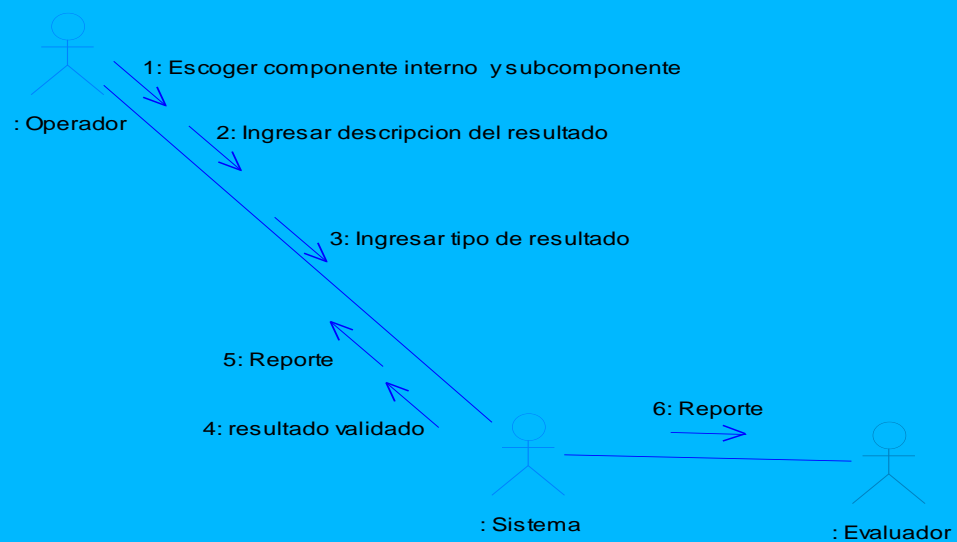 1: Escoger componente interno y subcomponente
: Operador
2: Ingresar descripcion del resultado
3: Ingresar tipo de resultado
5: Reporte
4: resultado validado
6: Reporte
: Sistema
: Evaluador